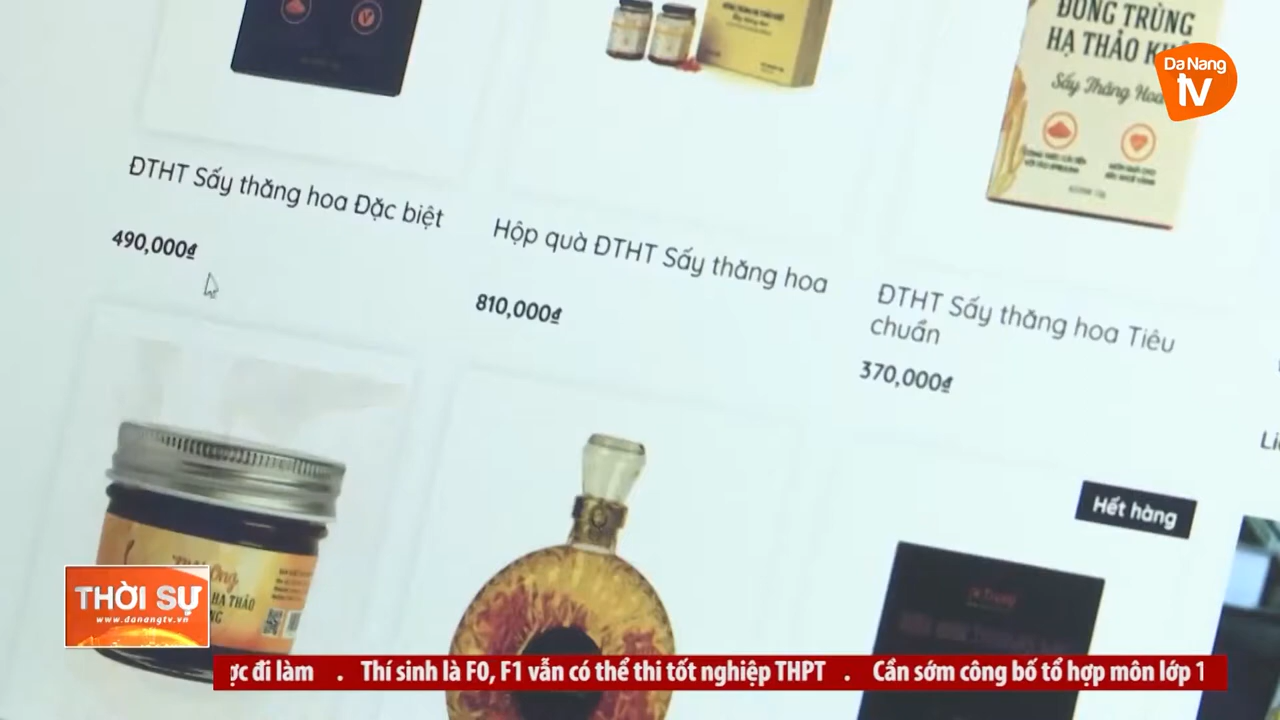 ĐÔNG TRÙNG
HẠ THẢO
Sấy Thăng Hoa
Da Nang
tv
ĐTHT Sấy thăng hoa Đặc biệt
490,000₫
Hộp quà ĐTHT Sấy thăng hoa
810,000₫
ĐTHT Sấy thăng hoa Tiêu
chuẩn
370,000₫
Hết hàng
HẠ THẢO
THỜI SỰ
www.danangtv.vn
ợc đi làm . Thí sinh là F0, F1 vẫn có thể thi tốt nghiệp THPT . Cần sớm công bố tổ hợp môn lớp 1